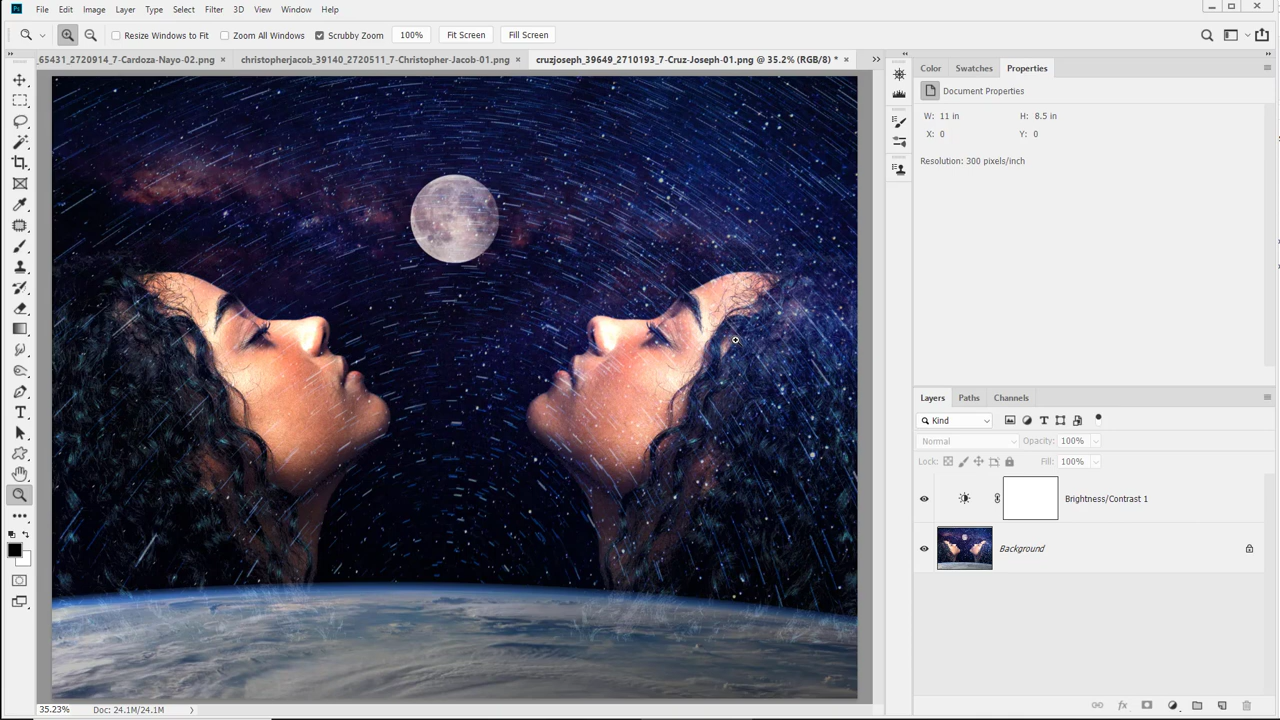 Ps File Edit Image Layer Type Select Filter 3D View Window Help
Resize Windows to Fit Zoom All Windows Scrubby Zoom 100% Fit Screen Fill Screen
_65431_2720914_7-Cardoza-Nayo-02.png × christopherjacob_39140_2720511_7-Christopher-Jacob-01.png × cruzjoseph_39649_2710193_7-Cruz-Joseph-01.png @ 35.2% (RGB/8) * ×
Color Swatches Properties
Document Properties
W: 11 in H: 8.5 in
X: 0 Y: 0
Resolution: 300 pixels/inch
Layers Paths Channels
Kind
Normal Opacity: 100%
Lock: Fill: 100%
Brightness/Contrast 1
Background
35.23% Doc: 24.1M/24.1M